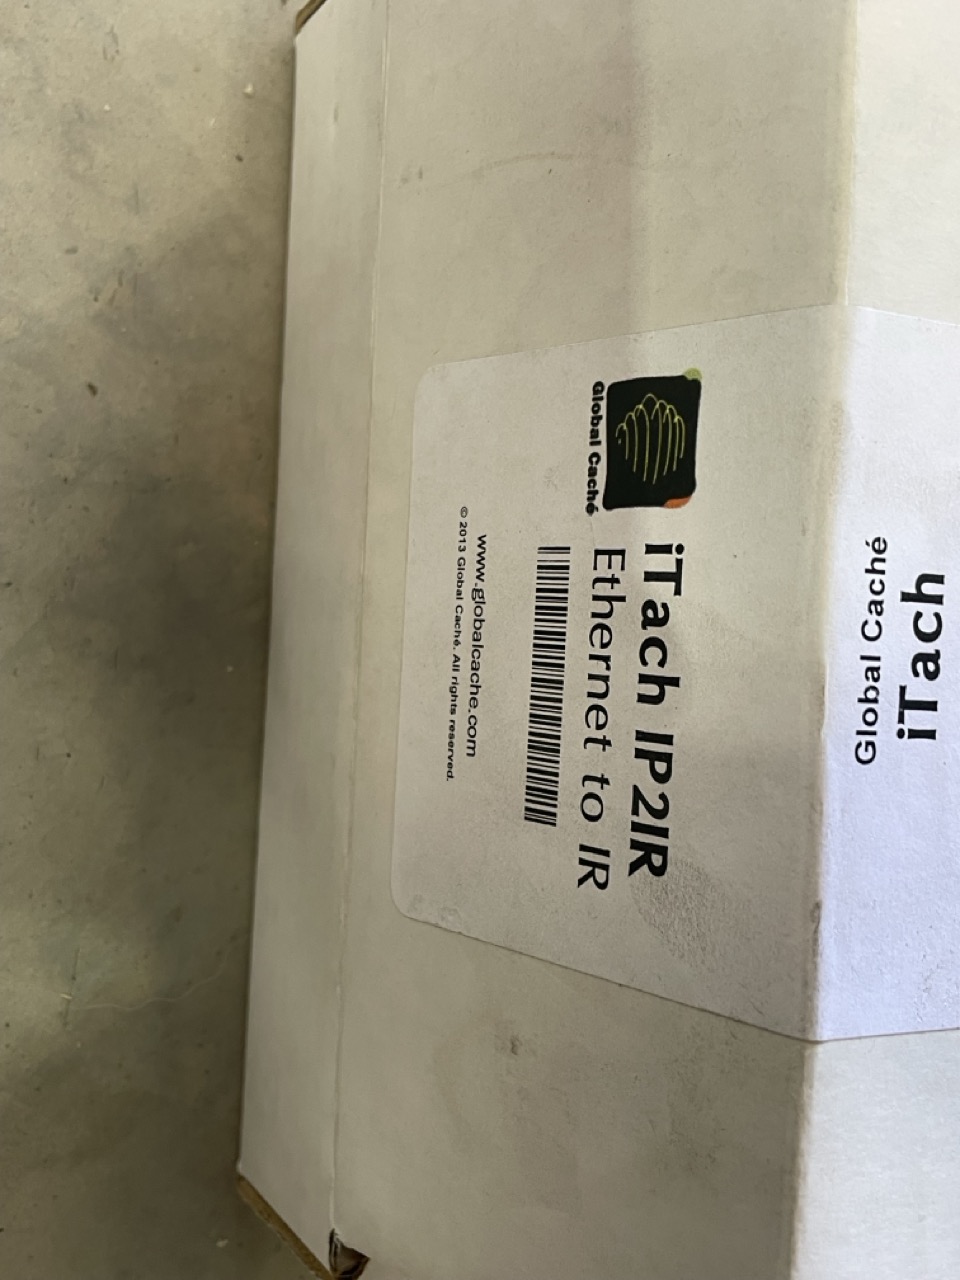 Global Caché
iTach IP2IR
Ethernet to IR
www.globalcache.com
© 2013 Global Caché. All rights reserved.
Global Caché
iTach